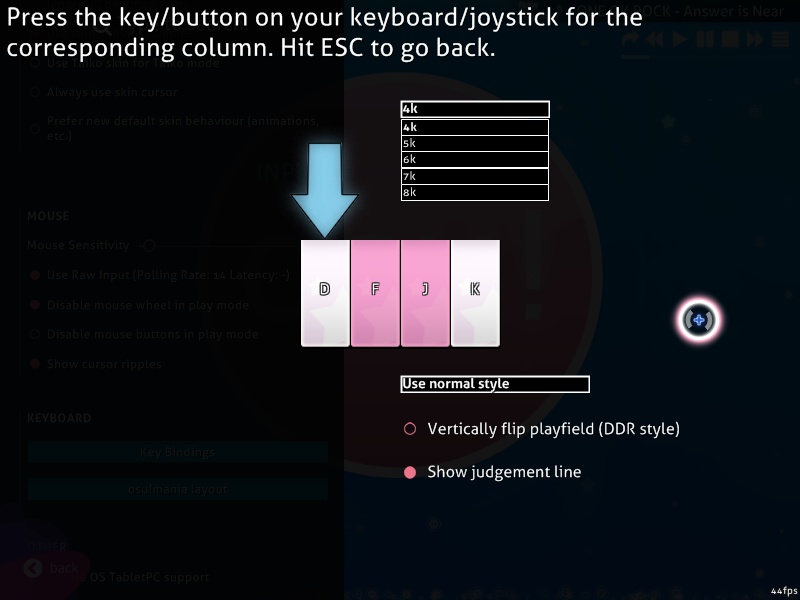 Press the key/button on your keyboard/joystick for the
corresponding column. Hit ESC to go back.
- Answer is Near
Use Taiko skin for Taiko mode
Always use skin cursor
Prefer new default skin behaviour (animations,
etc.)
4k
4k
5k
6k
7k
8k
MOUSE
Mouse Sensitivity
Use Raw Input (Polling Rate: 14 Latency: -)
Disable mouse wheel in play mode
Disable mouse buttons in play mode
Show cursor ripples
D F J K
Use normal style
KEYBOARD
Vertically flip playfield (DDR style)
Key Bindings
Show judgement line
osu!mania layout
back
OS TabletPC support
44fps